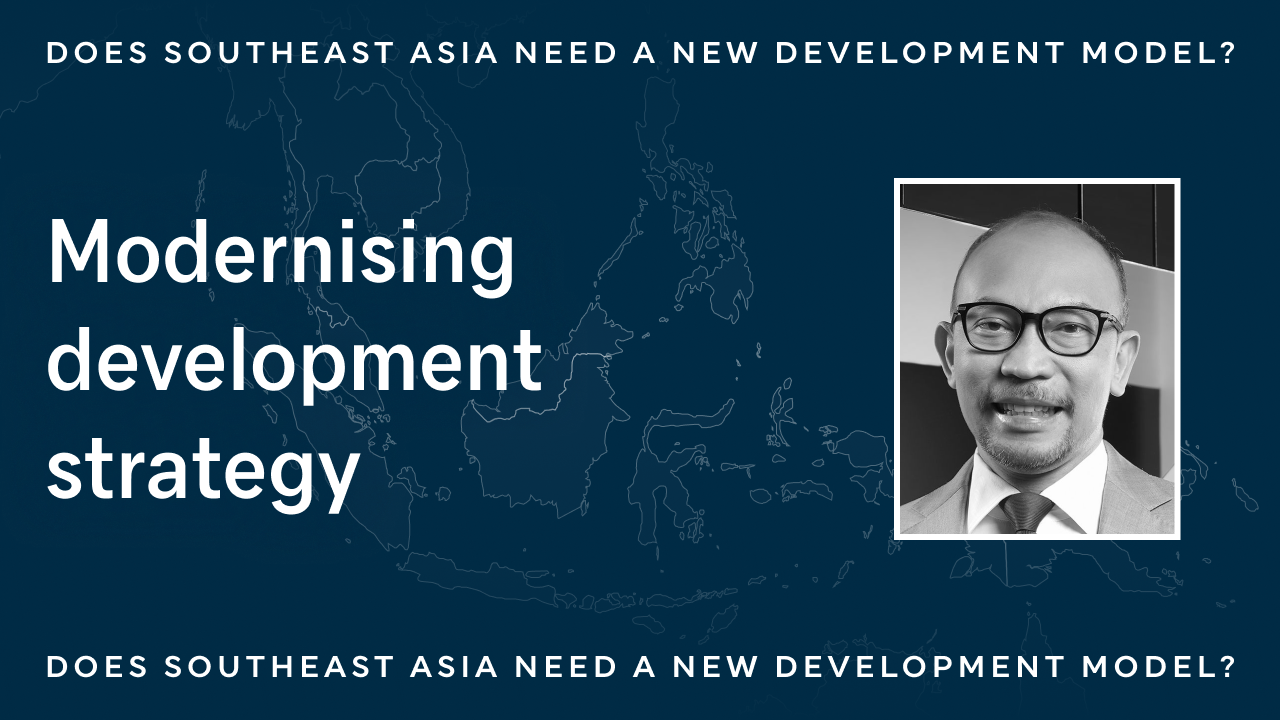 DOES SOUTHEAST ASIA NEED A NEW DEVELOPMENT MODEL?
Modernising
development
strategy
DOES SOUTHEAST ASIA NEED A NEW DEVELOPMENT MODEL?